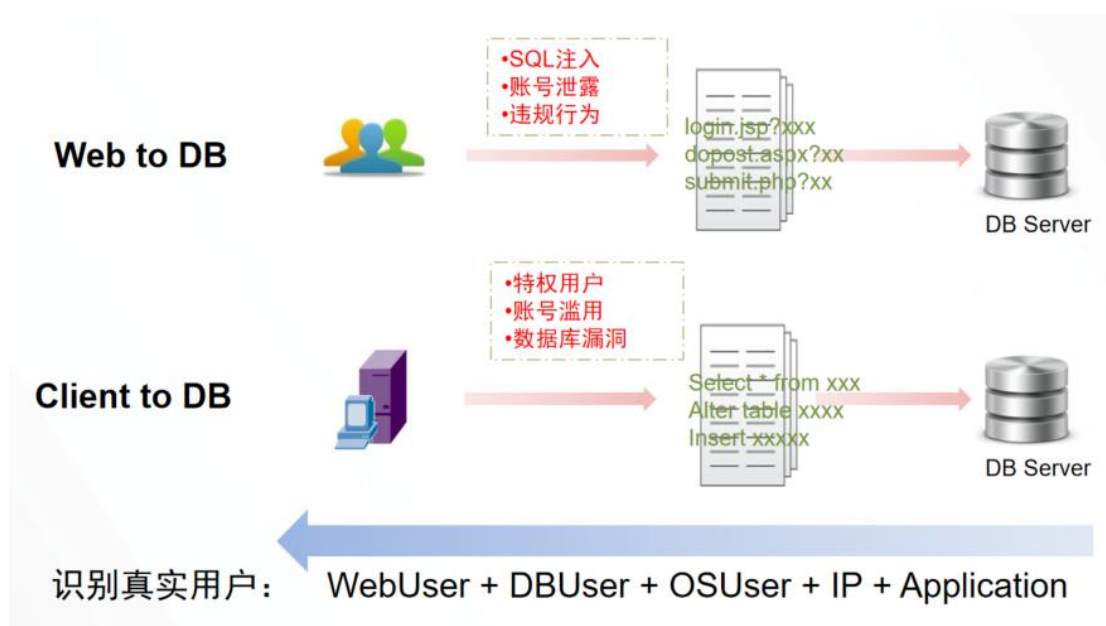 •SQL注入
•账号泄露
•违规行为
Web to DB
login.jsp?xxx
dopost.aspx?xx
submit.php?xx
DB Server
•特权用户
•账号滥用
•数据库漏洞
Client to DB
Select * from xxx
Alter table xxxx
Insert xxxxx
DB Server
识别真实用户： WebUser + DBUser + OSUser + IP + Application